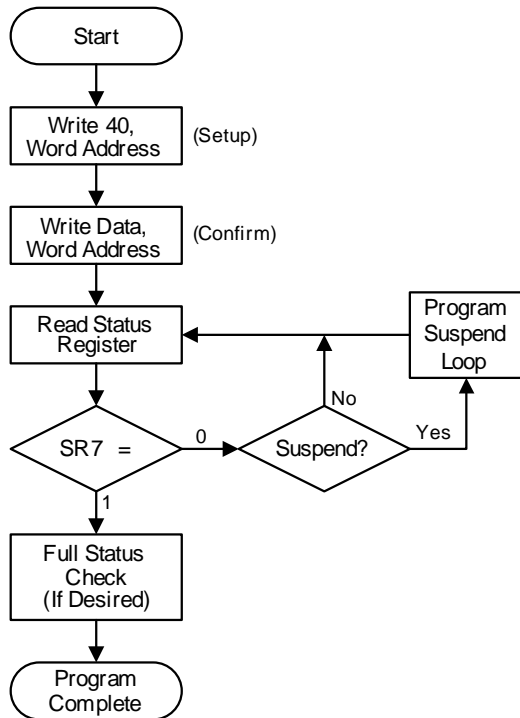 Start
Write 40,
Word Address
(Setup)
Write Data,
Word Address
(Confirm)
Read Status
Register
Program
Suspend
Loop
No
SR7 =
0
Suspend?
Yes
1
Full Status
Check
(If Desired)
Program
Complete